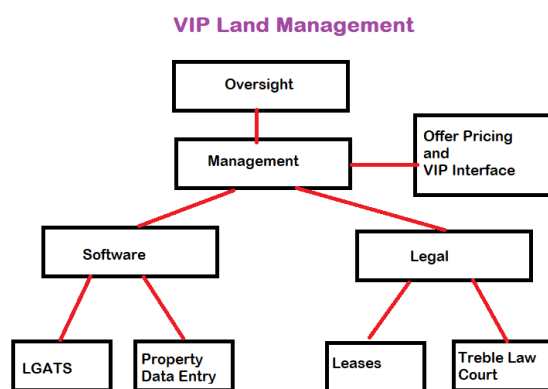 VIP Land Management
Oversight
Management
Offer Pricing
and
VIP Interface
Software
Legal
LGATS
Property
Data Entry
Leases
Treble Law
Court